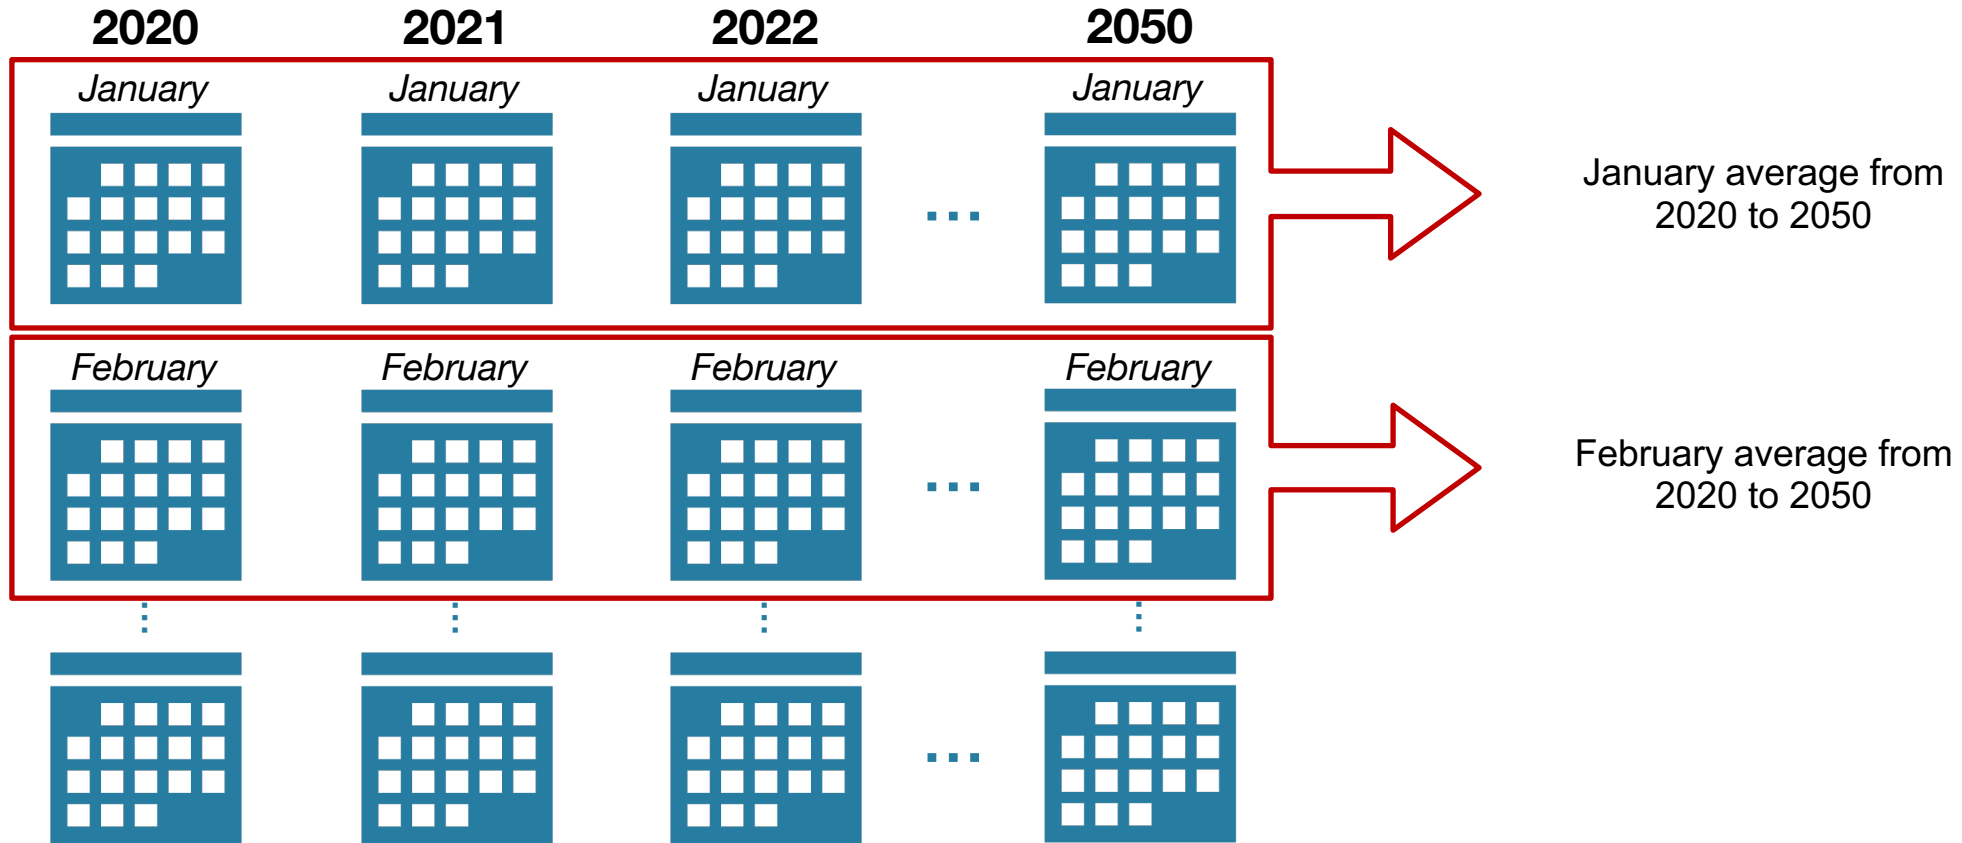 2020 2021 2022 2050
January January January January
January average from
2020 to 2050
February February February February
February average from
2020 to 2050